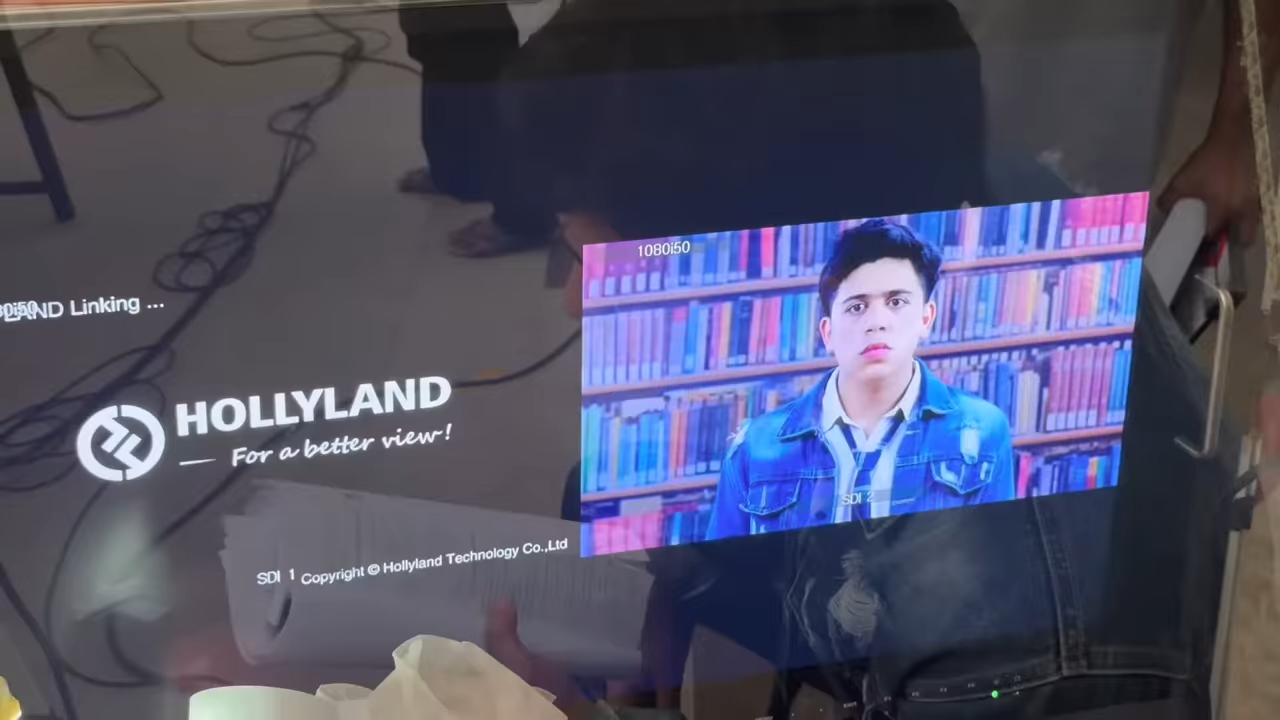 LAND Linking ...
1080i50
HOLLYLAND
— For a better view!
SDI 2
SDI 1
Copyright © Hollyland Technology Co.,Ltd